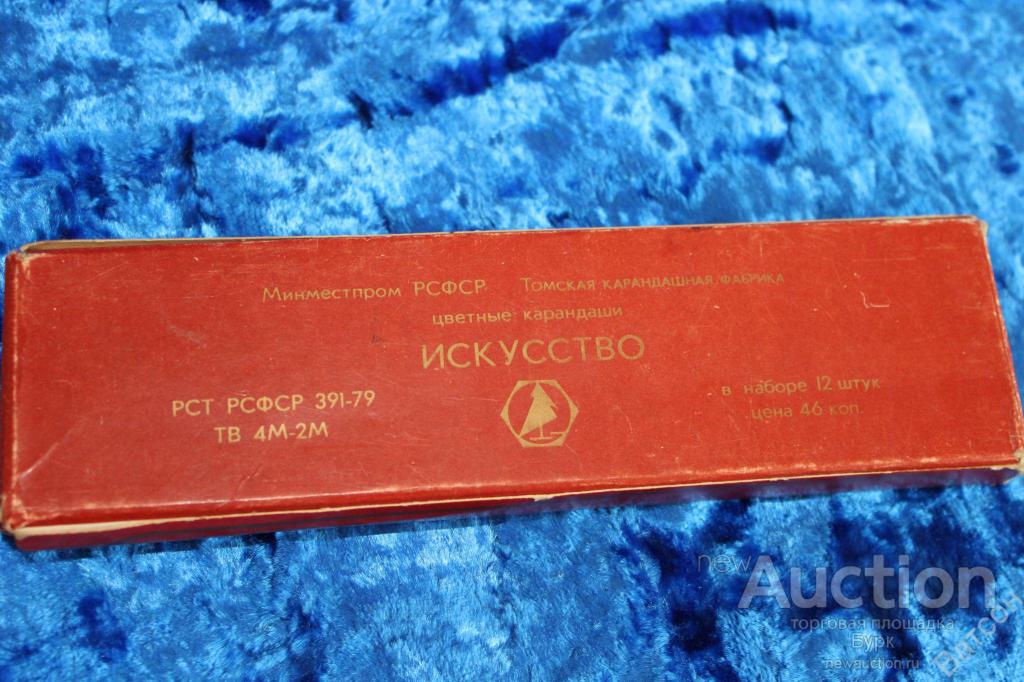 Минместпром РСФСР Томская карандашная фабрика
цветные карандаши
ИСКУССТВО
РСТ РСФСР 391-79
ТВ 4М-2М
в наборе 12 штук
цена 46 коп.
newAuction
торговая площадка
Бурк
newauction.ru